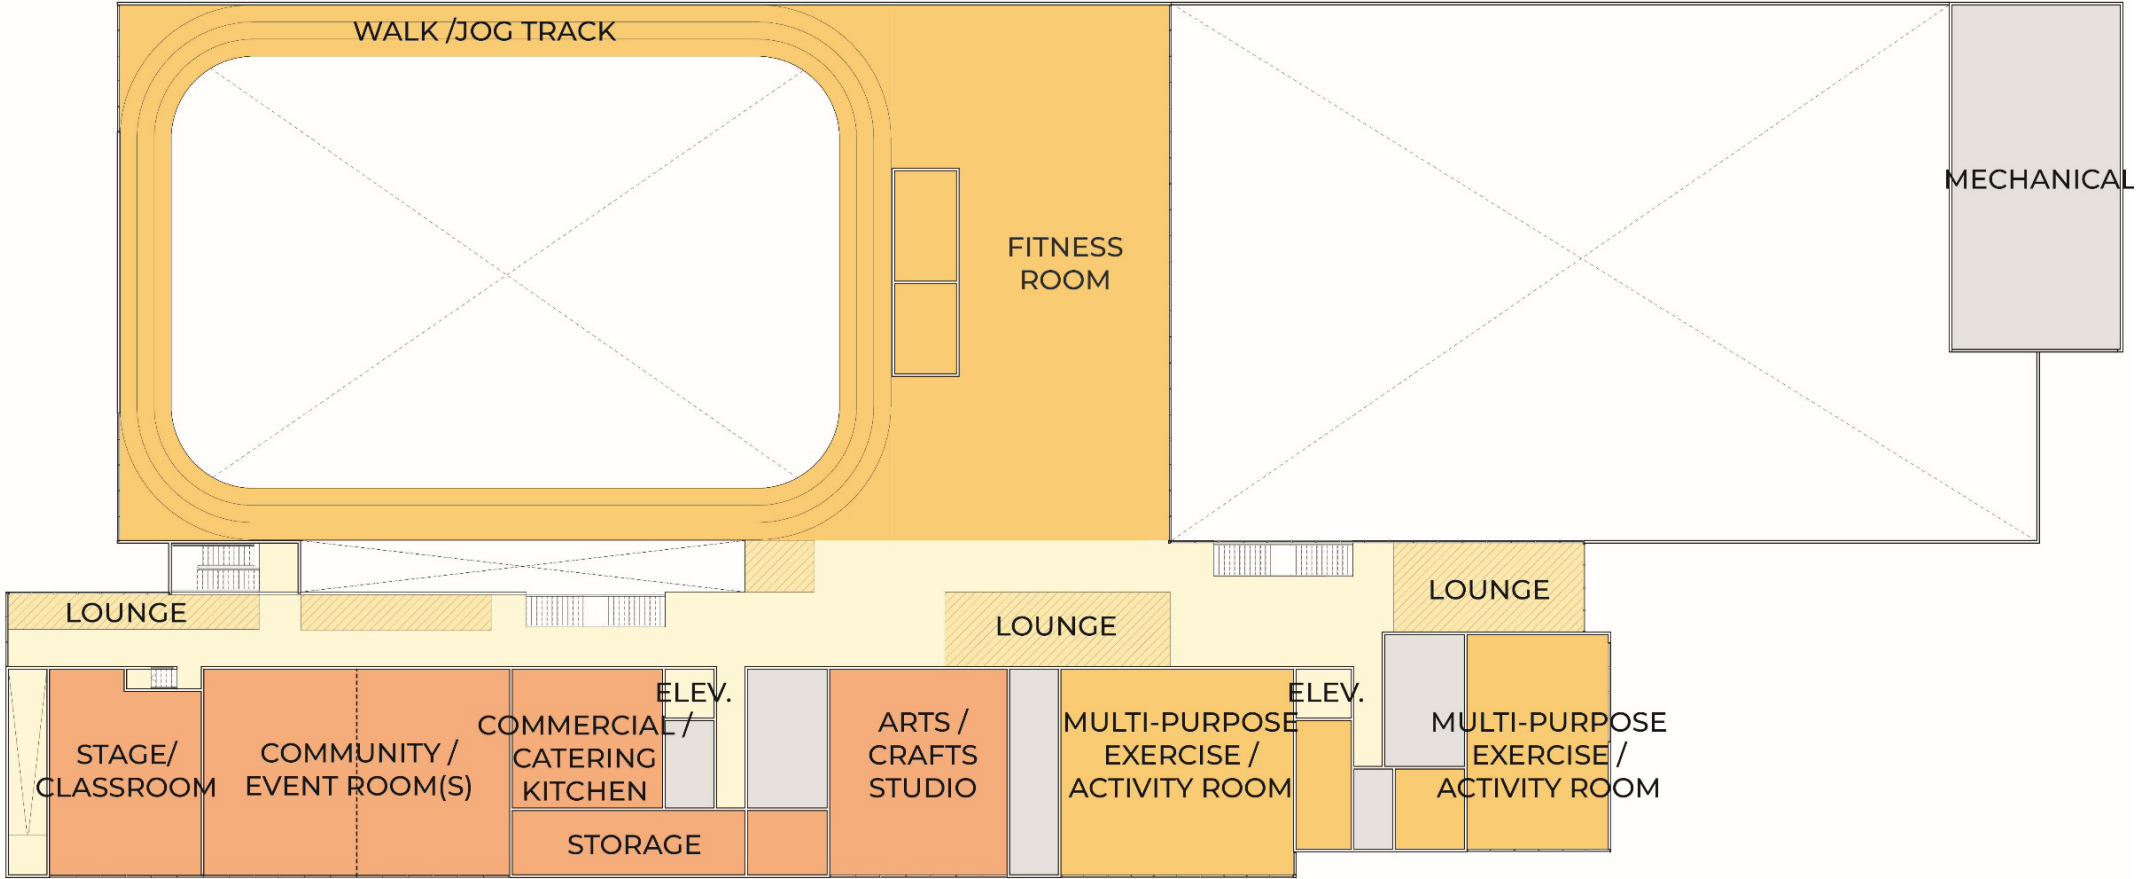 WALK /JOG TRACK
MECHANICAL
FITNESS
ROOM
LOUNGE
LOUNGE
LOUNGE
STAGE/
CLASSROOM
COMMUNITY /
EVENT ROOM(S)
COMMERCIAL /
CATERING
KITCHEN
ELEV.
STORAGE
ARTS /
CRAFTS
STUDIO
MULTI-PURPOSE
EXERCISE /
ACTIVITY ROOM
ELEV.
MULTI-PURPOSE
EXERCISE /
ACTIVITY ROOM